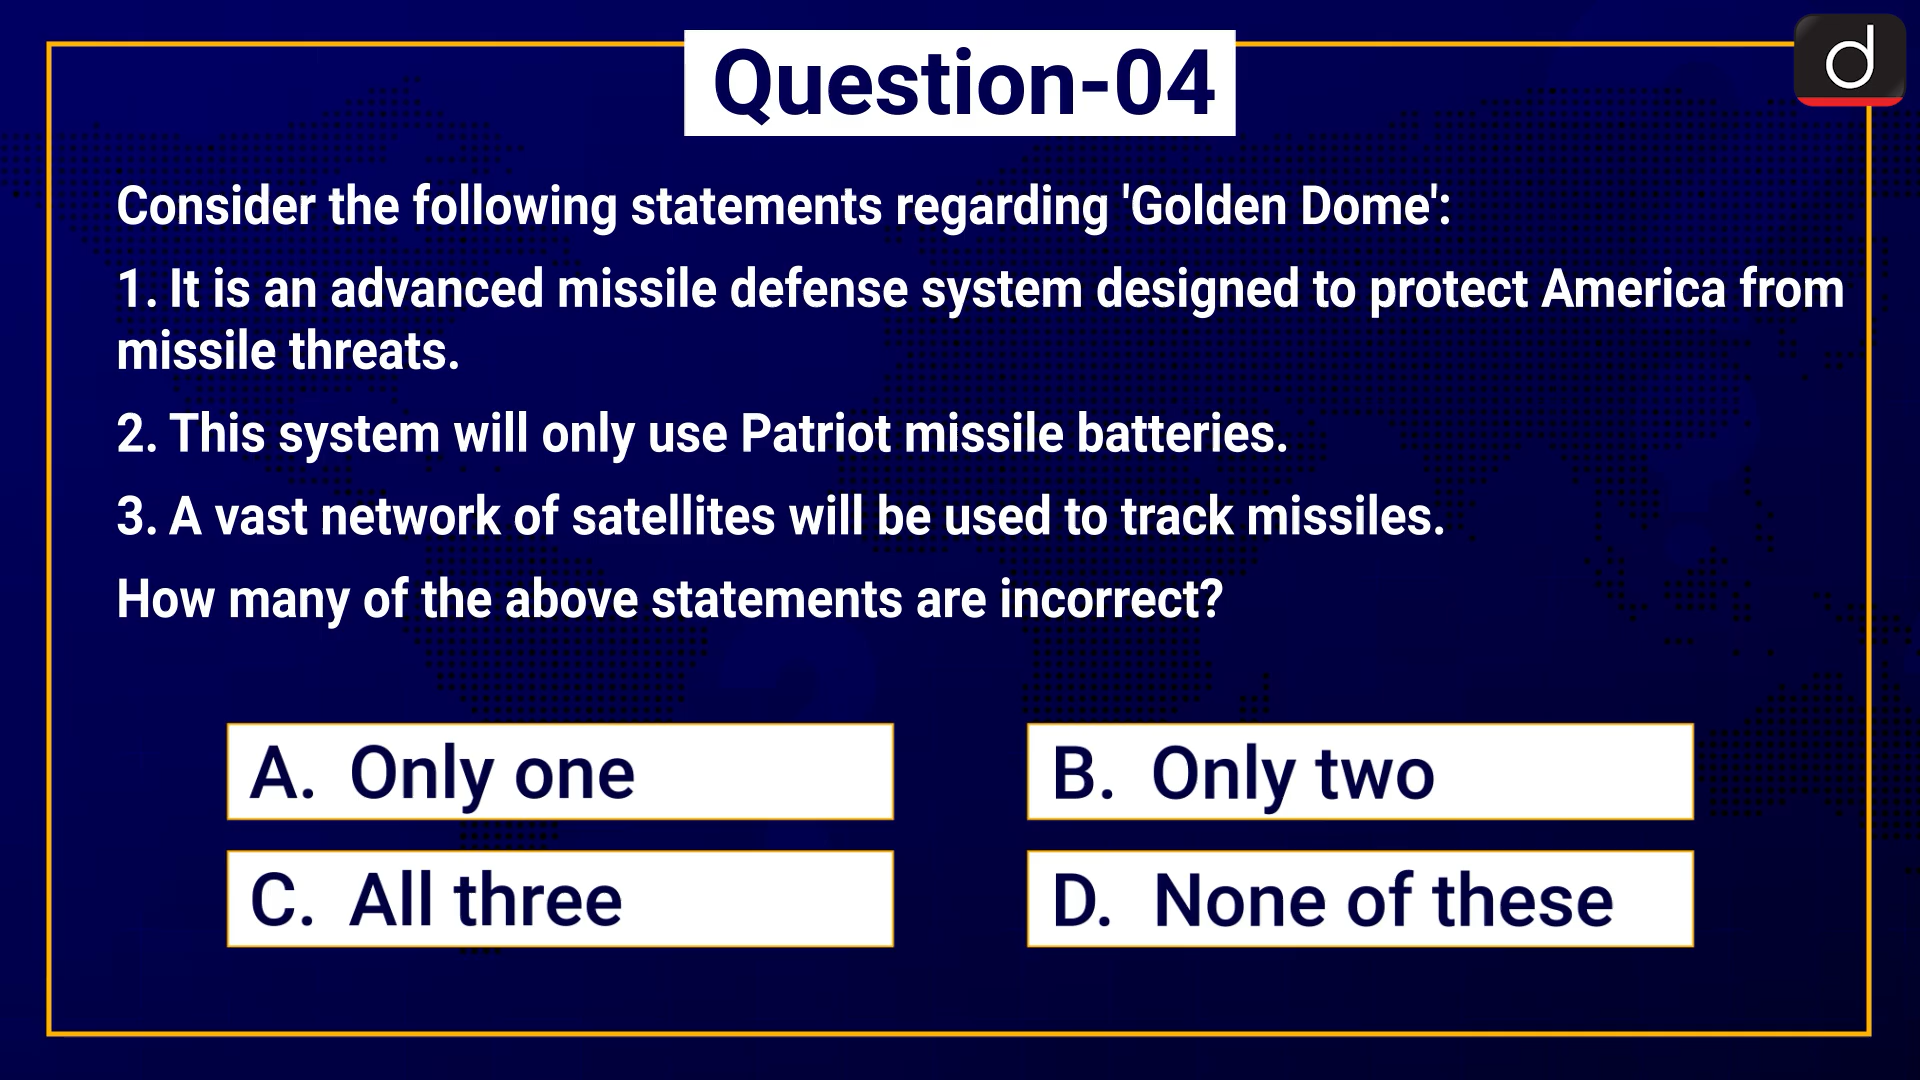 Question-04
d
Consider the following statements regarding 'Golden Dome':
1. It is an advanced missile defense system designed to protect America from
missile threats.
2. This system will only use Patriot missile batteries.
3. A vast network of satellites will be used to track missiles.
How many of the above statements are incorrect?
A. Only one
B. Only two
C. All three
D. None of these